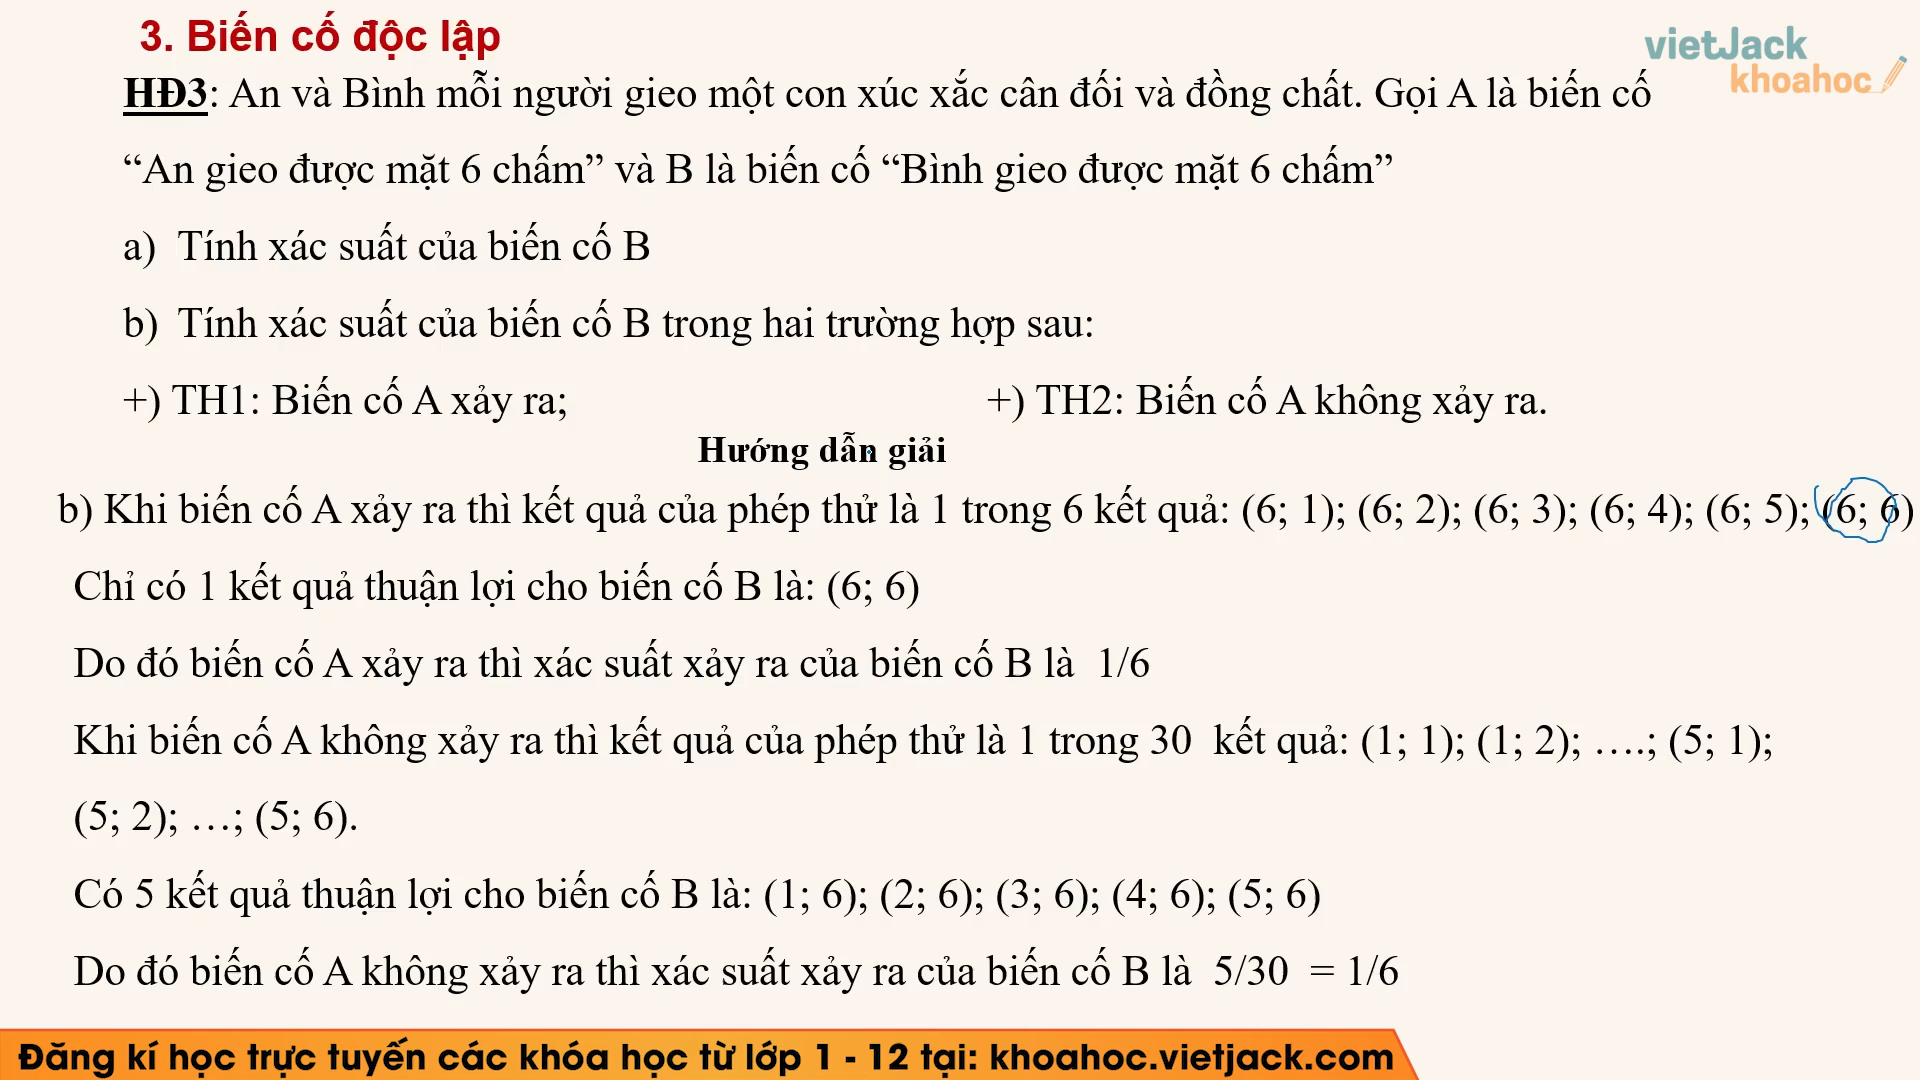 3. Biến cố độc lập
vietJack
khoahoc
HĐ3: An và Bình mỗi người gieo một con xúc xắc cân đối và đồng chất. Gọi A là biến cố
“An gieo được mặt 6 chấm” và B là biến cố “Bình gieo được mặt 6 chấm”
a) Tính xác suất của biến cố B
b) Tính xác suất của biến cố B trong hai trường hợp sau:
+) TH1: Biến cố A xảy ra; +) TH2: Biến cố A không xảy ra.
Hướng dẫn giải
b) Khi biến cố A xảy ra thì kết quả của phép thử là 1 trong 6 kết quả: (6; 1); (6; 2); (6; 3); (6; 4); (6; 5); (6; 6)
Chỉ có 1 kết quả thuận lợi cho biến cố B là: (6; 6)
Do đó biến cố A xảy ra thì xác suất xảy ra của biến cố B là 1/6
Khi biến cố A không xảy ra thì kết quả của phép thử là 1 trong 30 kết quả: (1; 1); (1; 2); ….; (5; 1);
(5; 2); …; (5; 6).
Có 5 kết quả thuận lợi cho biến cố B là: (1; 6); (2; 6); (3; 6); (4; 6); (5; 6)
Do đó biến cố A không xảy ra thì xác suất xảy ra của biến cố B là 5/30 = 1/6
Đăng kí học trực tuyến các khóa học từ lớp 1 - 12 tại: khoahoc.vietjack.com